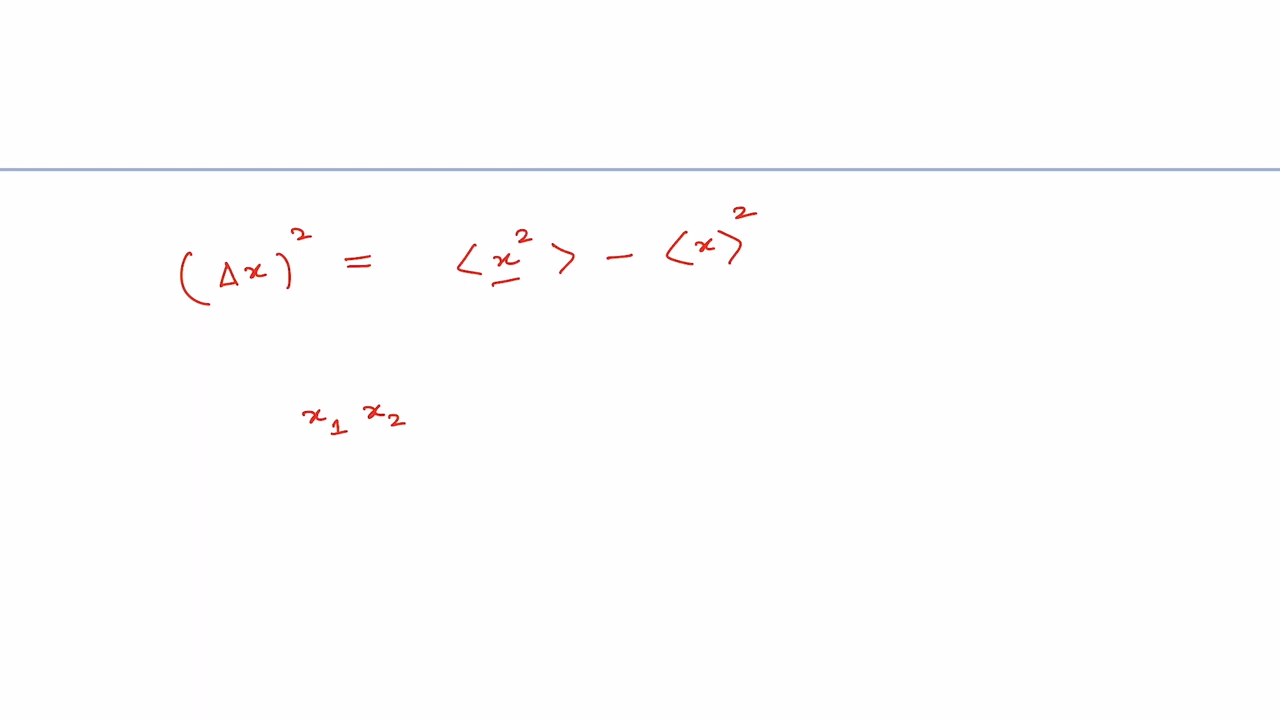 (Δx)² = <x²> - <x>²
x₁ x₂